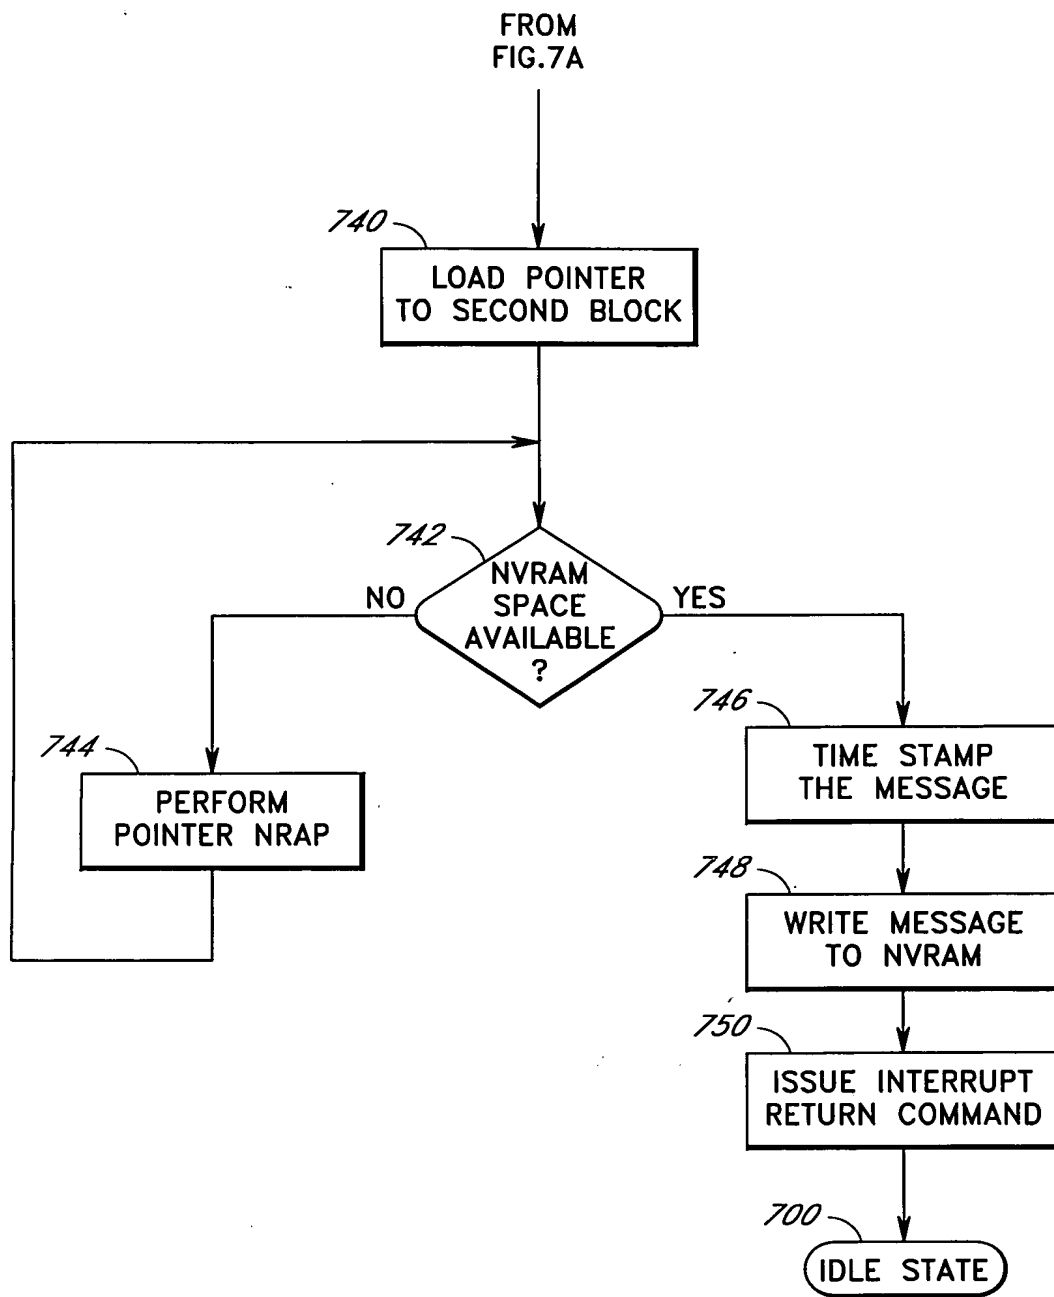 FROM
FIG.7A
740
LOAD POINTER
TO SECOND BLOCK
742
NVRAM
SPACE
AVAILABLE
?
NO
YES
744
PERFORM
POINTER NRAP
746
TIME STAMP
THE MESSAGE
748
WRITE MESSAGE
TO NVRAM
750
ISSUE INTERRUPT
RETURN COMMAND
700
IDLE STATE